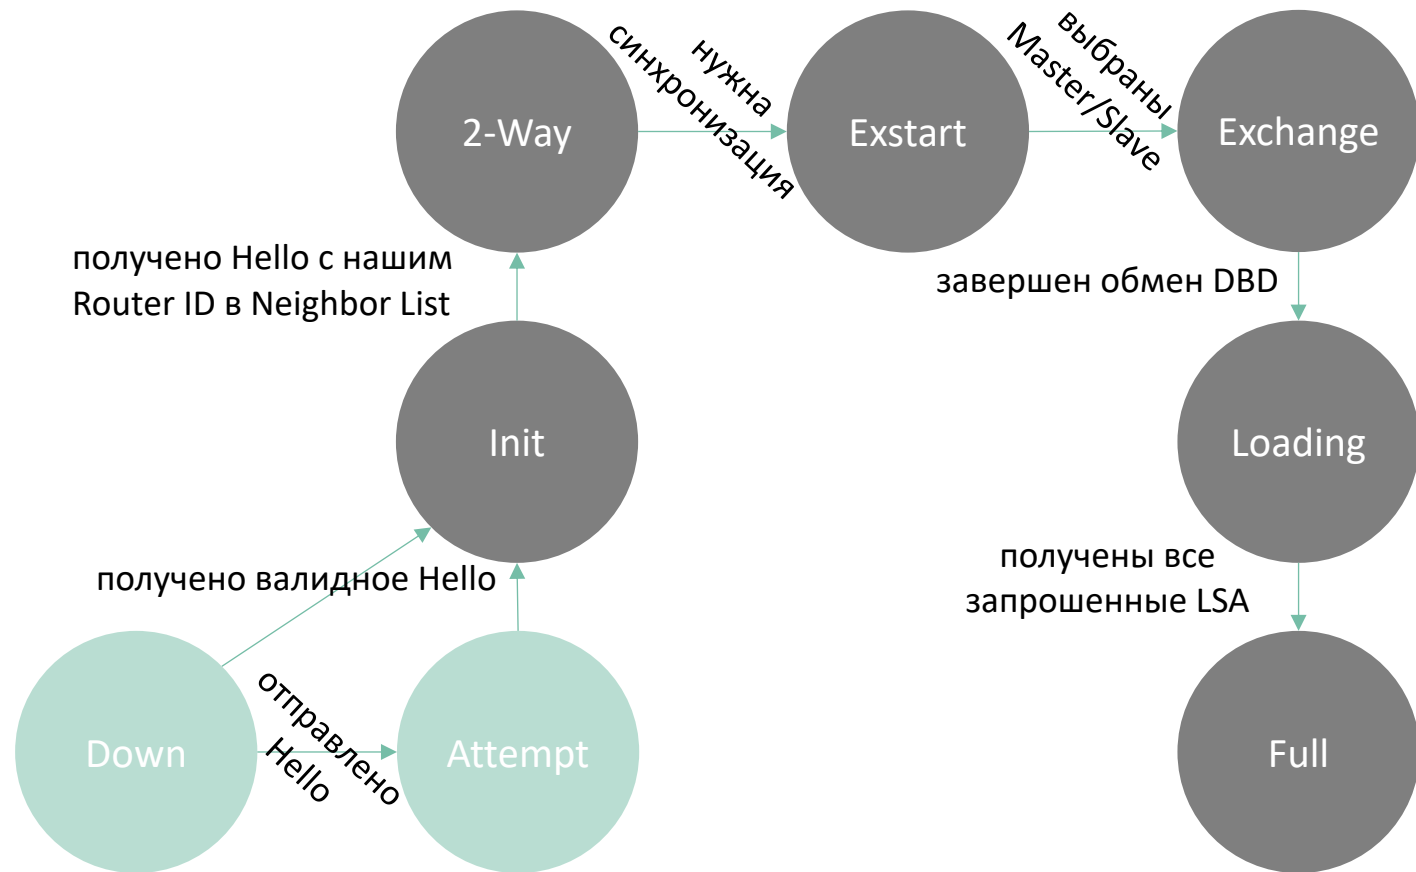 2-Way
нужна
синхронизация
Exstart
выбраны
Master/Slave
Exchange
получено Hello с нашим
Router ID в Neighbor List
завершен обмен DBD
Init
Loading
получено валидное Hello
получены все
запрошенные LSA
Down
отправлено
Hello
Attempt
Full